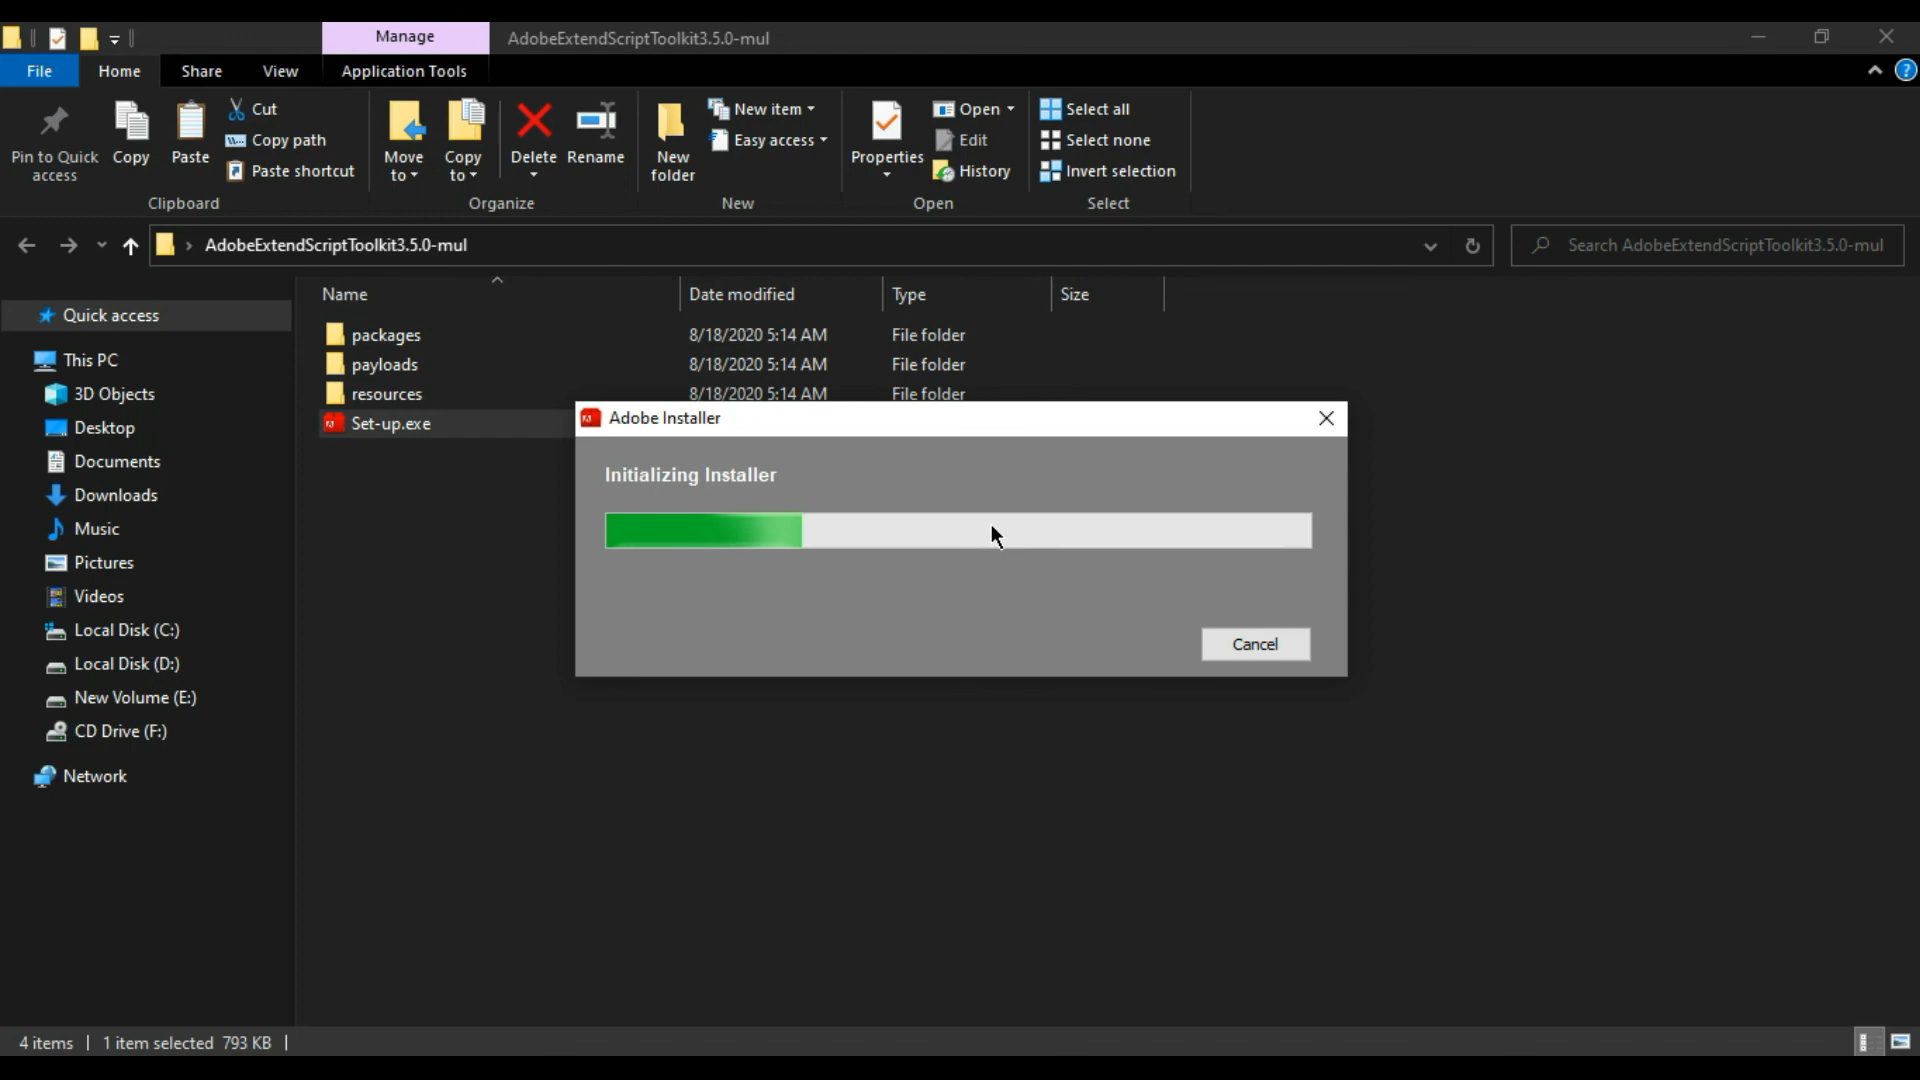 Manage
AdobeExtendScriptToolkit3.5.0-mul
File
Home
Share
View
Application Tools
?
Pin to Quick access
Copy
Paste
Cut
Copy path
Paste shortcut
Clipboard
Move to
Copy to
Delete
Rename
Organize
New folder
New item
Easy access
New
Properties
Open
Edit
History
Open
Select all
Select none
Invert selection
Select
AdobeExtendScriptToolkit3.5.0-mul
Search AdobeExtendScriptToolkit3.5.0-mul
Name
Date modified
Type
Size
Quick access
This PC
3D Objects
Desktop
Documents
Downloads
Music
Pictures
Videos
Local Disk (C:)
Local Disk (D:)
New Volume (E:)
CD Drive (F:)
Network
packages 8/18/2020 5:14 AM File folder
payloads 8/18/2020 5:14 AM File folder
resources 8/18/2020 5:14 AM File folder
Set-up.exe
Adobe Installer
Initializing Installer
Cancel
4 items
1 item selected 793 KB